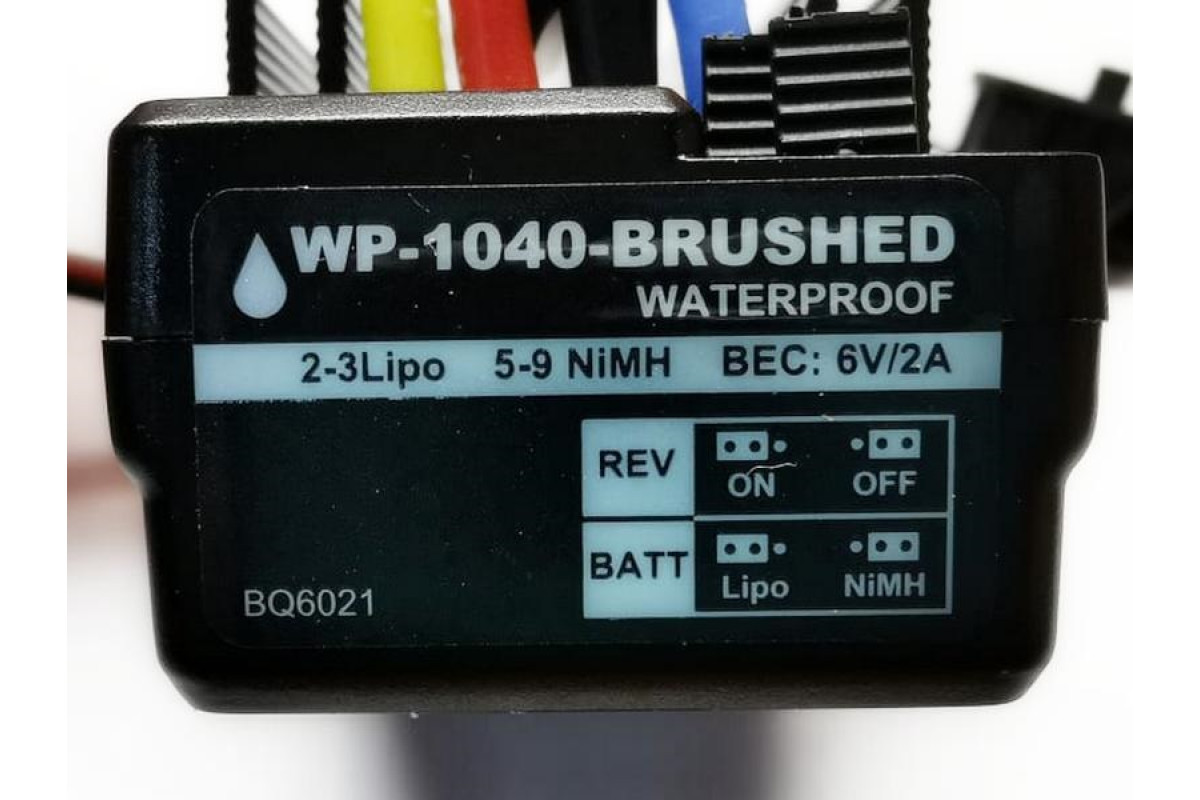 WP-1040-BRUSHED
WATERPROOF
2-3Lipo 5-9 NiMH BEC: 6V/2A
REV ON OFF
BATT Lipo NiMH
BQ6021